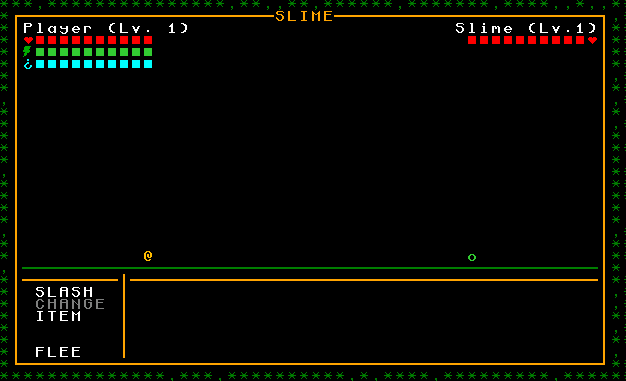 SLIME
Player (Lv. 1)
Slime (Lv.1)
@
o
SLASH
CHANGE
ITEM
FLEE